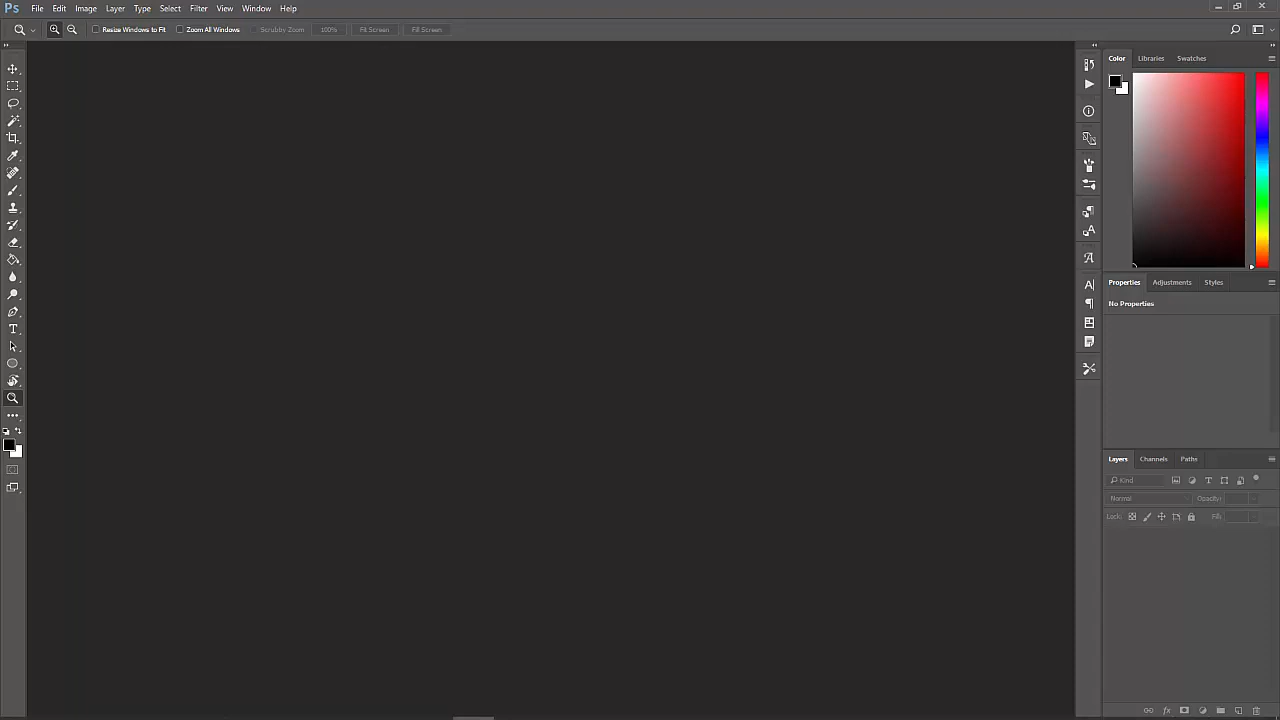 Ps File Edit Image Layer Type Select Filter View Window Help
Resize Windows to Fit Zoom All Windows Scrubby Zoom 100% Fit Screen Fill Screen
Color Libraries Swatches
Properties Adjustments Styles
No Properties
Layers Channels Paths
Kind
Normal Opacity:
Lock: Fill: